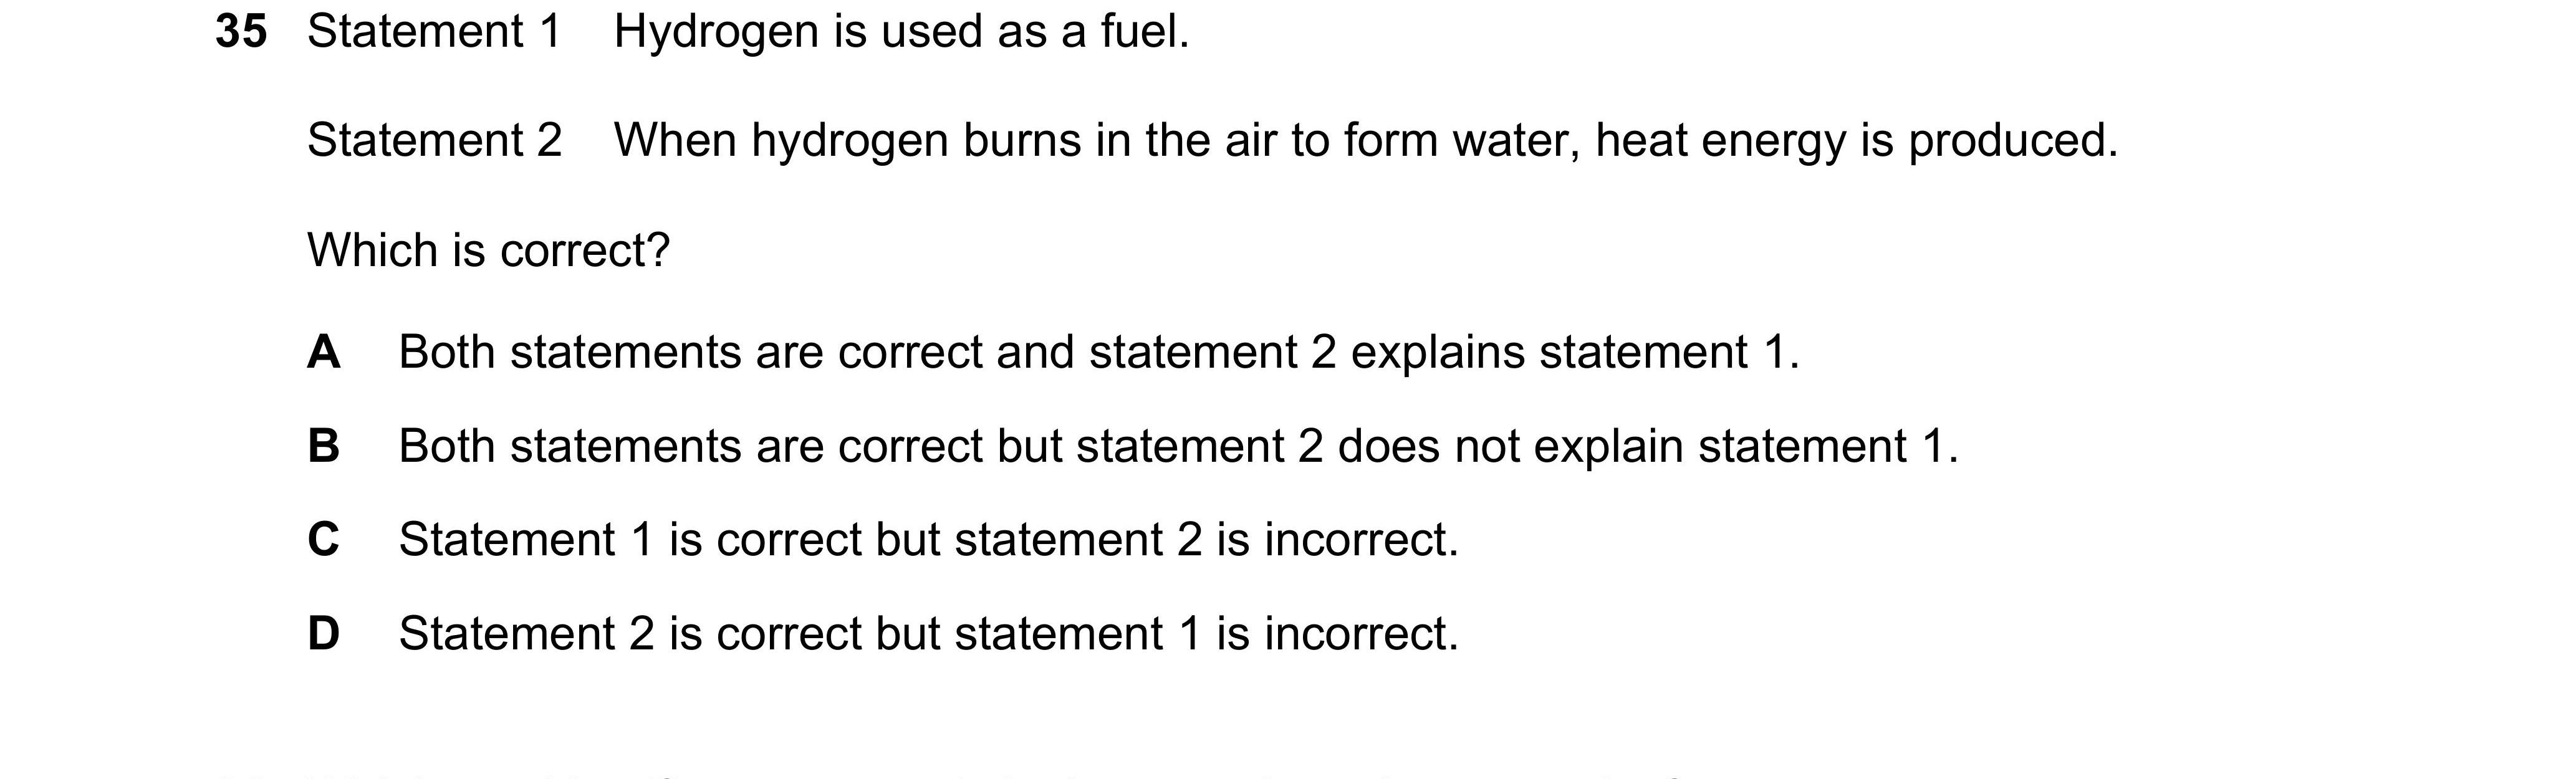 35 Statement 1 Hydrogen is used as a fuel.
Statement 2 When hydrogen burns in the air to form water, heat energy is produced.
Which is correct?
A Both statements are correct and statement 2 explains statement 1.
B Both statements are correct but statement 2 does not explain statement 1.
C Statement 1 is correct but statement 2 is incorrect.
D Statement 2 is correct but statement 1 is incorrect.